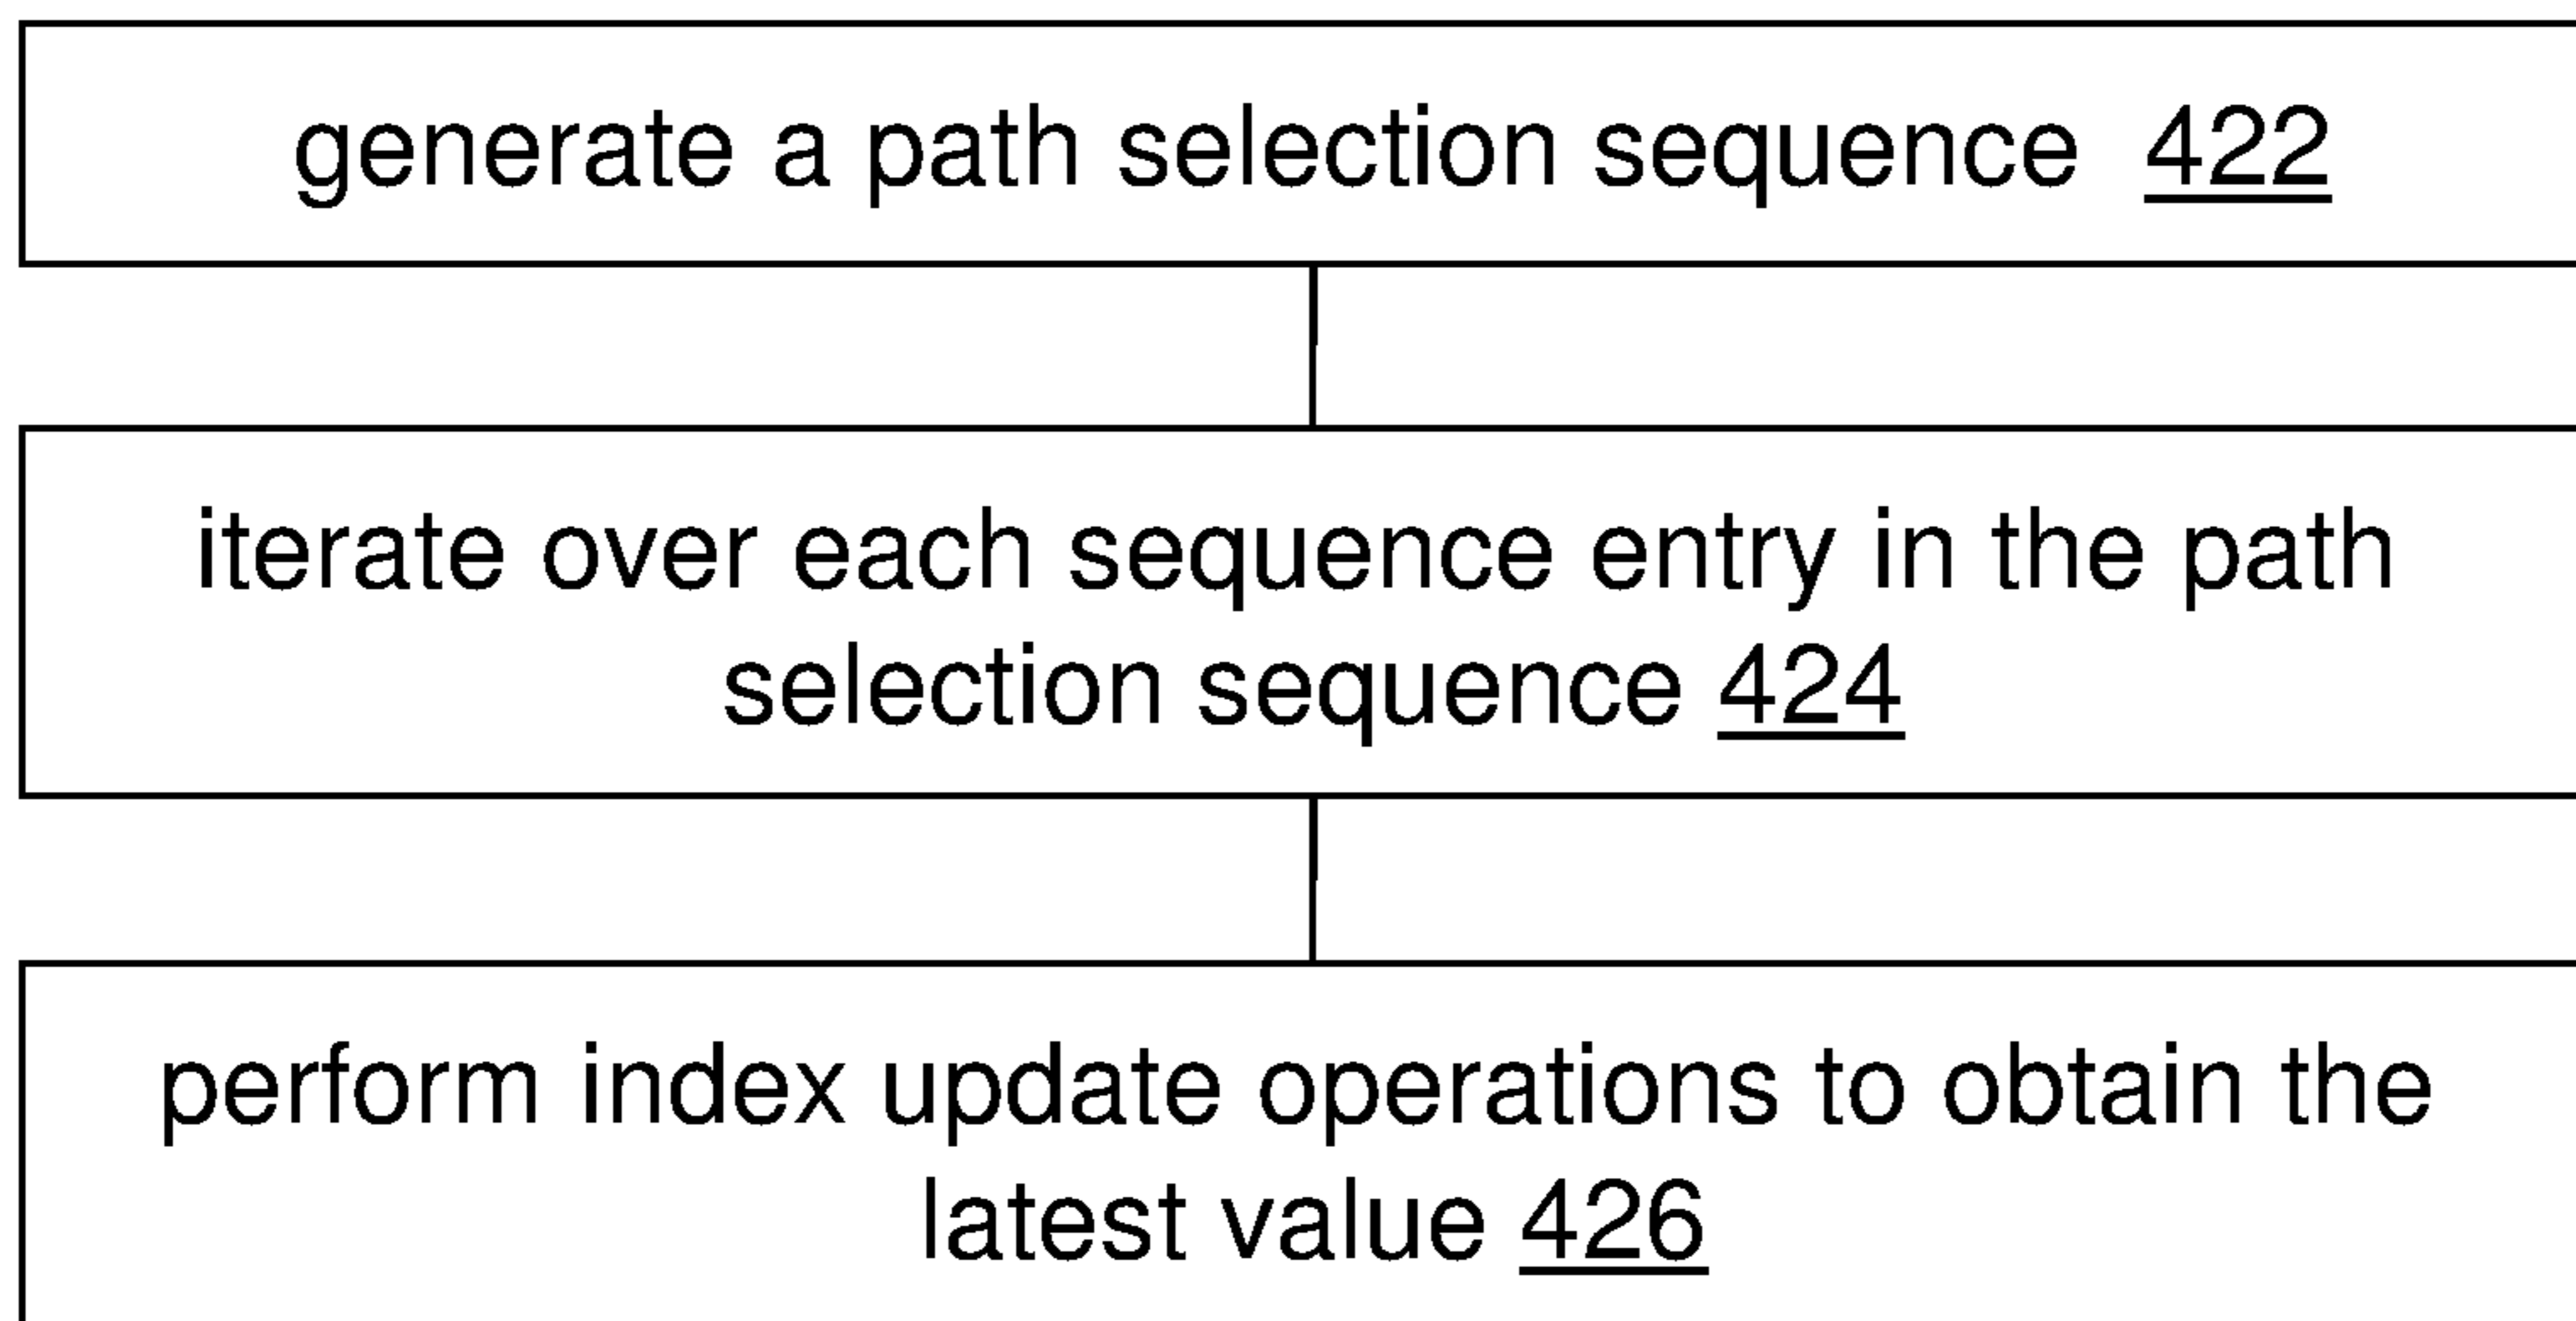 generate a path selection sequence 422
iterate over each sequence entry in the path
selection sequence 424
perform index update operations to obtain the
latest value 426